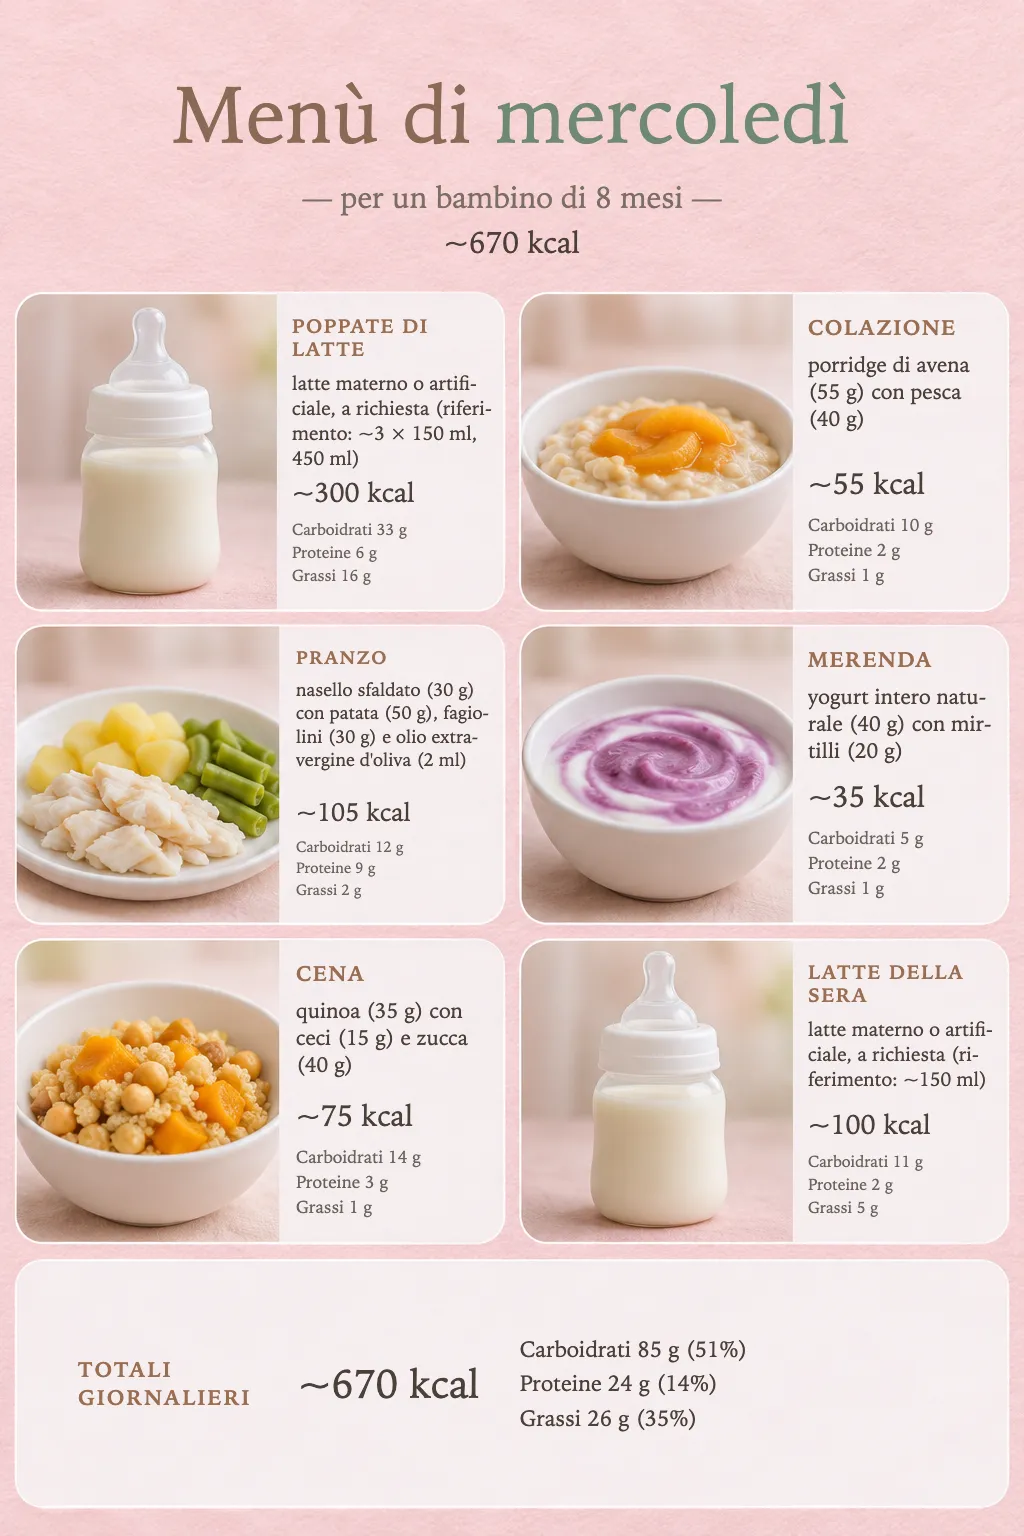 Menù di mercoledì
— per un bambino di 8 mesi —
~670 kcal
POPPATE DI
LATTE
latte materno o artifi-
ciale, a richiesta (riferi-
mento: ~3 × 150 ml,
450 ml)
~300 kcal
Carboidrati 33 g
Proteine 6 g
Grassi 16 g
COLAZIONE
porridge di avena
(55 g) con pesca
(40 g)
~55 kcal
Carboidrati 10 g
Proteine 2 g
Grassi 1 g
PRANZO
nasello sfaldato (30 g)
con patata (50 g), fagio-
lini (30 g) e olio extra-
vergine d'oliva (2 ml)
~105 kcal
Carboidrati 12 g
Proteine 9 g
Grassi 2 g
MERENDA
yogurt intero natu-
rale (40 g) con mir-
tilli (20 g)
~35 kcal
Carboidrati 5 g
Proteine 2 g
Grassi 1 g
CENA
quinoa (35 g) con
ceci (15 g) e zucca
(40 g)
~75 kcal
Carboidrati 14 g
Proteine 3 g
Grassi 1 g
LATTE DELLA
SERA
latte materno o artifi-
ciale, a richiesta (ri-
ferimento: ~150 ml)
~100 kcal
Carboidrati 11 g
Proteine 2 g
Grassi 5 g
TOTALI
GIORNALIERI
~670 kcal
Carboidrati 85 g (51%)
Proteine 24 g (14%)
Grassi 26 g (35%)